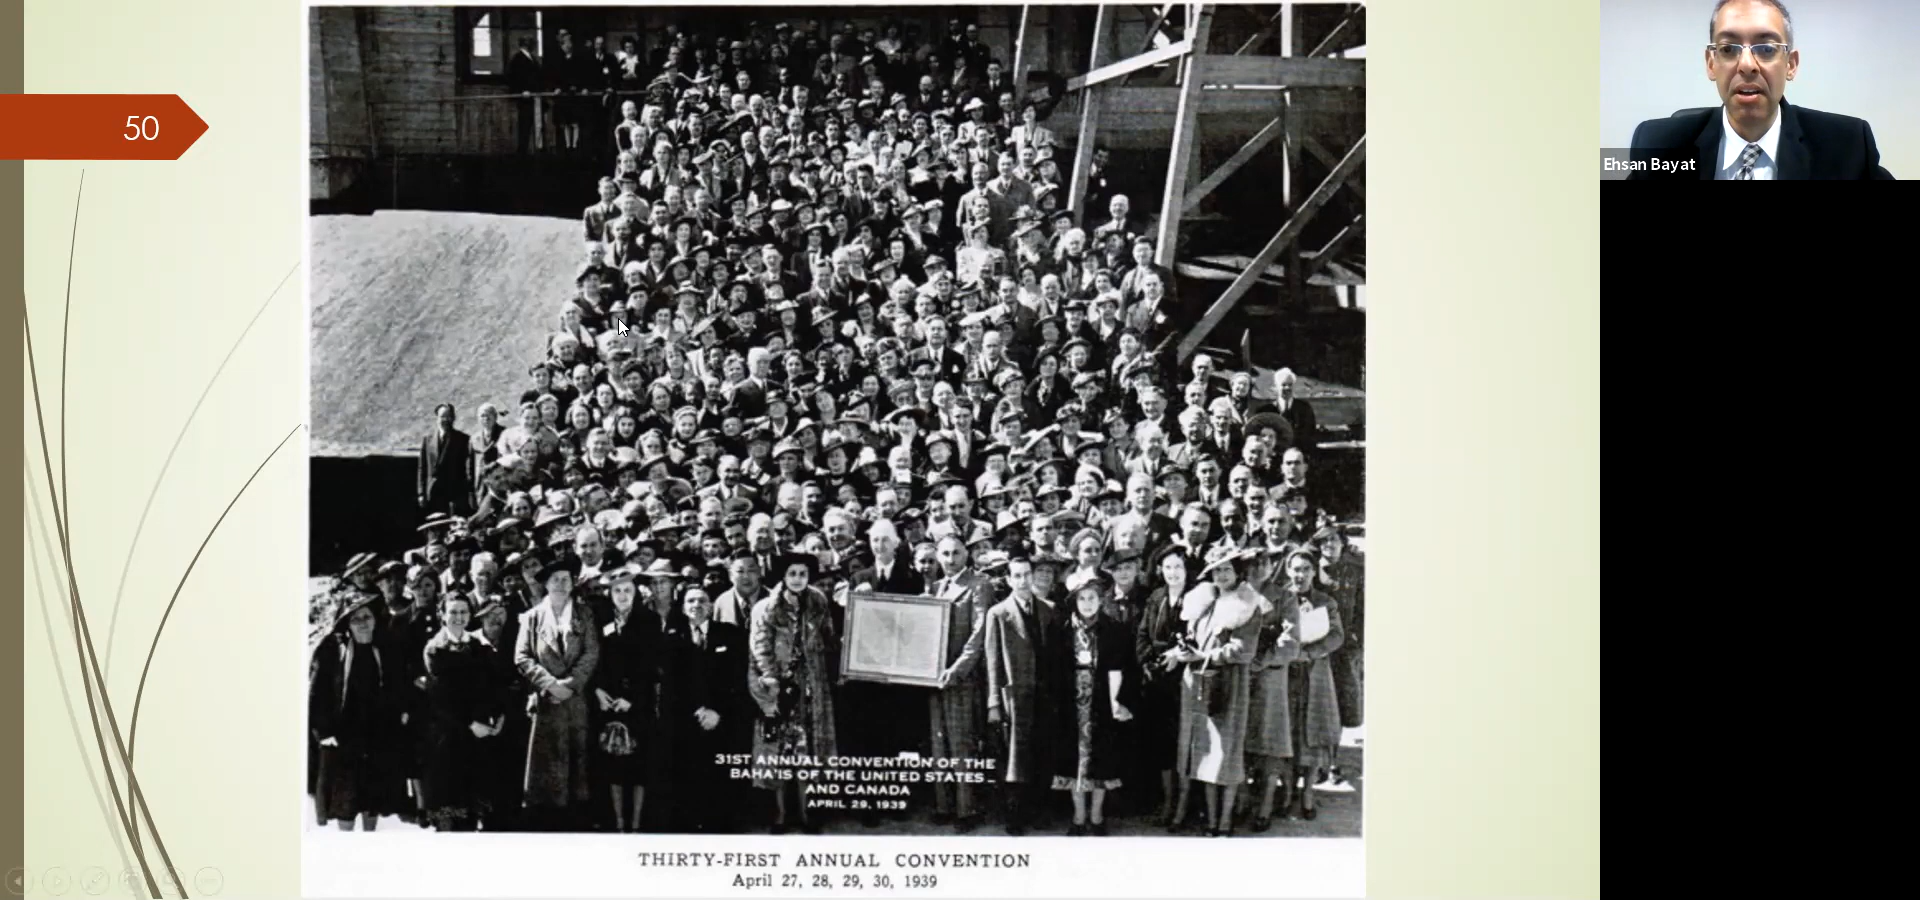 50
31ST ANNUAL CONVENTION OF THE
BAHA'IS OF THE UNITED STATES
AND CANADA
APRIL 29, 1939
THIRTY-FIRST ANNUAL CONVENTION
April 27, 28, 29, 30, 1939
Ehsan Bayat